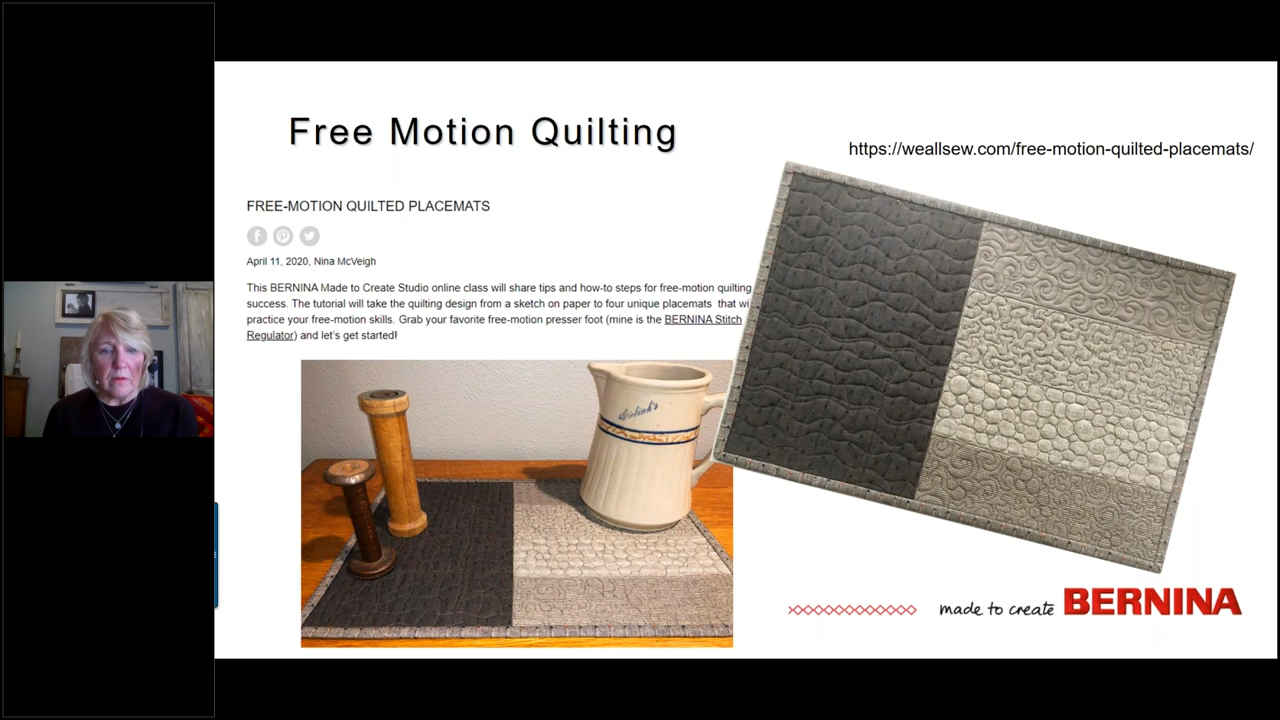 Free Motion Quilting
https://weallsew.com/free-motion-quilted-placemats/
FREE-MOTION QUILTED PLACEMATS
April 11, 2020, Nina McVeigh
This BERNINA Made to Create Studio online class will share tips and how-to steps for free-motion quilting
success. The tutorial will take the quilting design from a sketch on paper to four unique placemats that wi
practice your free-motion skills. Grab your favorite free-motion presser foot (mine is the BERNINA Stitch
Regulator) and let's get started!
made to create BERNINA